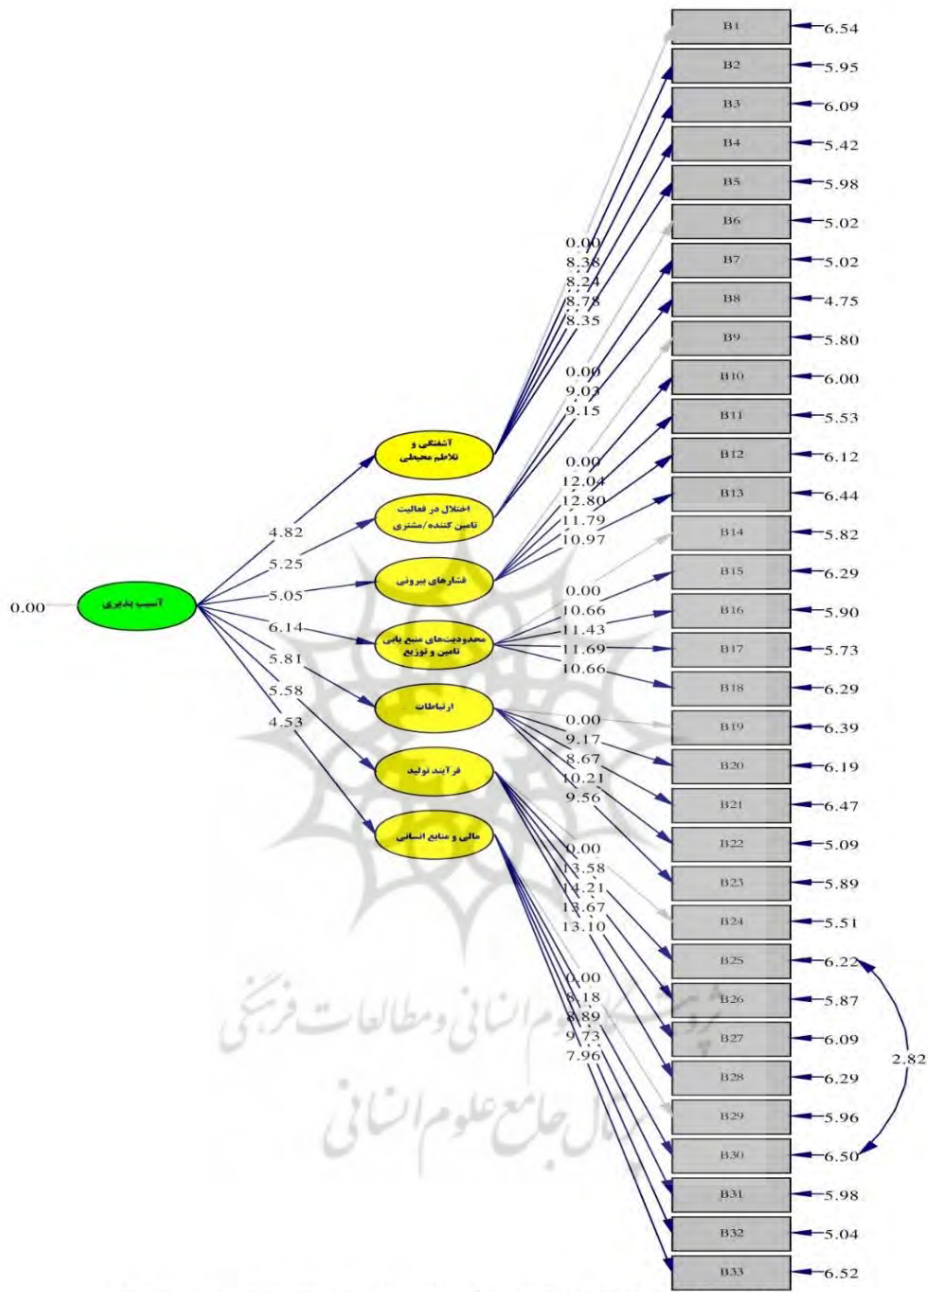 B1
6.54
B2
5.95
B3
6.09
B4
5.42
B5
5.98
B6
5.02
B7
5.02
B8
4.75
B9
5.80
B10
6.00
B11
5.53
B12
6.12
B13
6.44
B14
5.82
B15
6.29
B16
5.90
B17
5.73
B18
6.29
B19
6.39
B20
6.19
B21
6.47
B22
5.09
B23
5.89
B24
5.51
B25
6.22
B26
5.87
B27
6.09
B28
6.29
B29
5.96
B30
6.50
B31
5.98
B32
5.04
B33
6.52
2.82
0.00
8.38
8.24
8.78
8.35
0.00
9.03
9.15
0.00
12.04
12.80
11.79
10.97
0.00
10.66
11.43
11.69
10.66
0.00
9.17
8.67
10.21
9.56
0.00
13.58
14.21
13.67
13.10
0.00
8.18
8.89
9.73
7.96
آشفتگی و
تلاطم محیطی
اختلال در فعالیت
تامین کننده/مشتری
فشارهای بیرونی
محدودیت‌های منبع یابی
تامین و توزیع
ارتباطات
فرآیند تولید
مالی و منابع انسانی
4.82
5.25
5.05
6.14
5.81
5.58
4.53
آسیب پذیری
0.00
علوم انسانی و مطالعات فرهنگی
پرتال جامع علوم انسانی